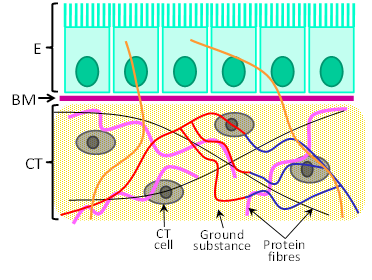 E
BM
CT
CT
cell
Ground
substance
Protein
fibres